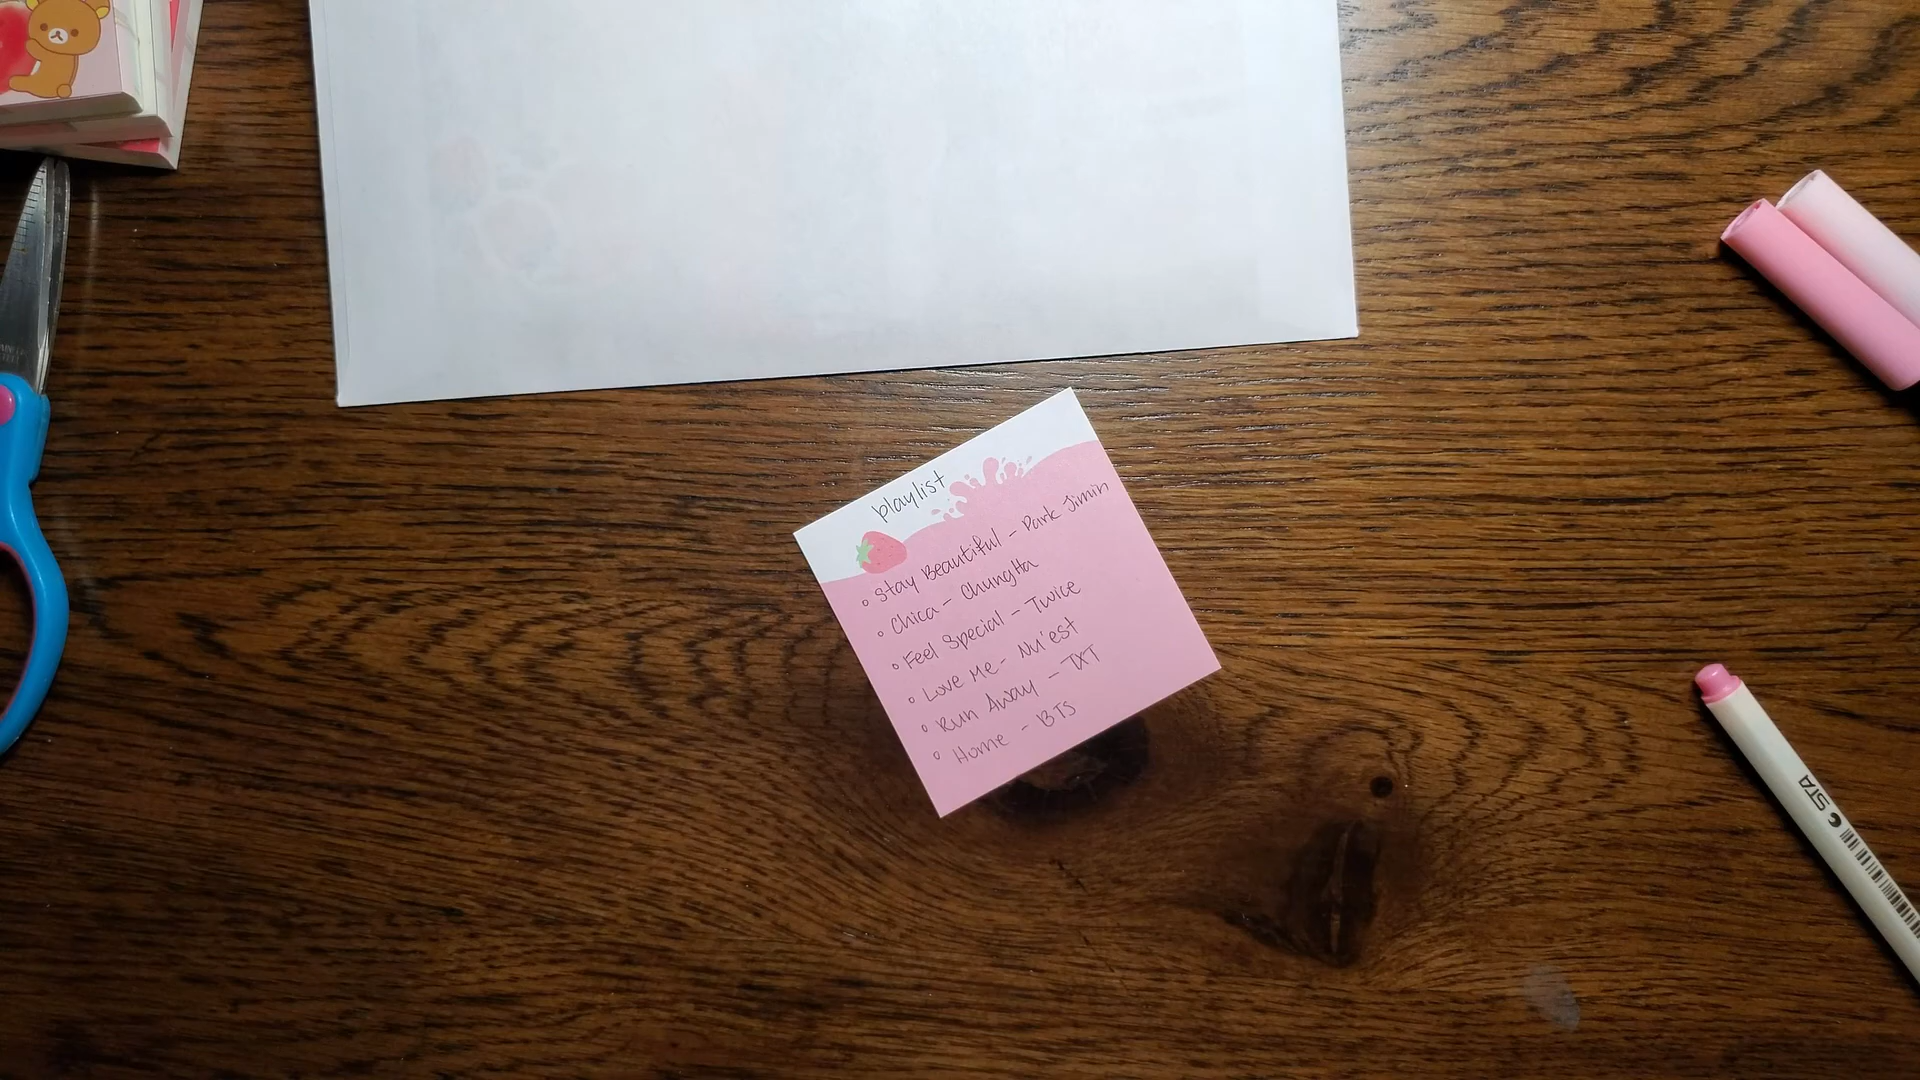 playlist
◦ Stay Beautiful - Park Jimin
◦ Chica - ChungHa
◦ Feel Special - Twice
◦ Love Me - Nu'est
◦ Run Away - TXT
◦ Home - BTS
STA